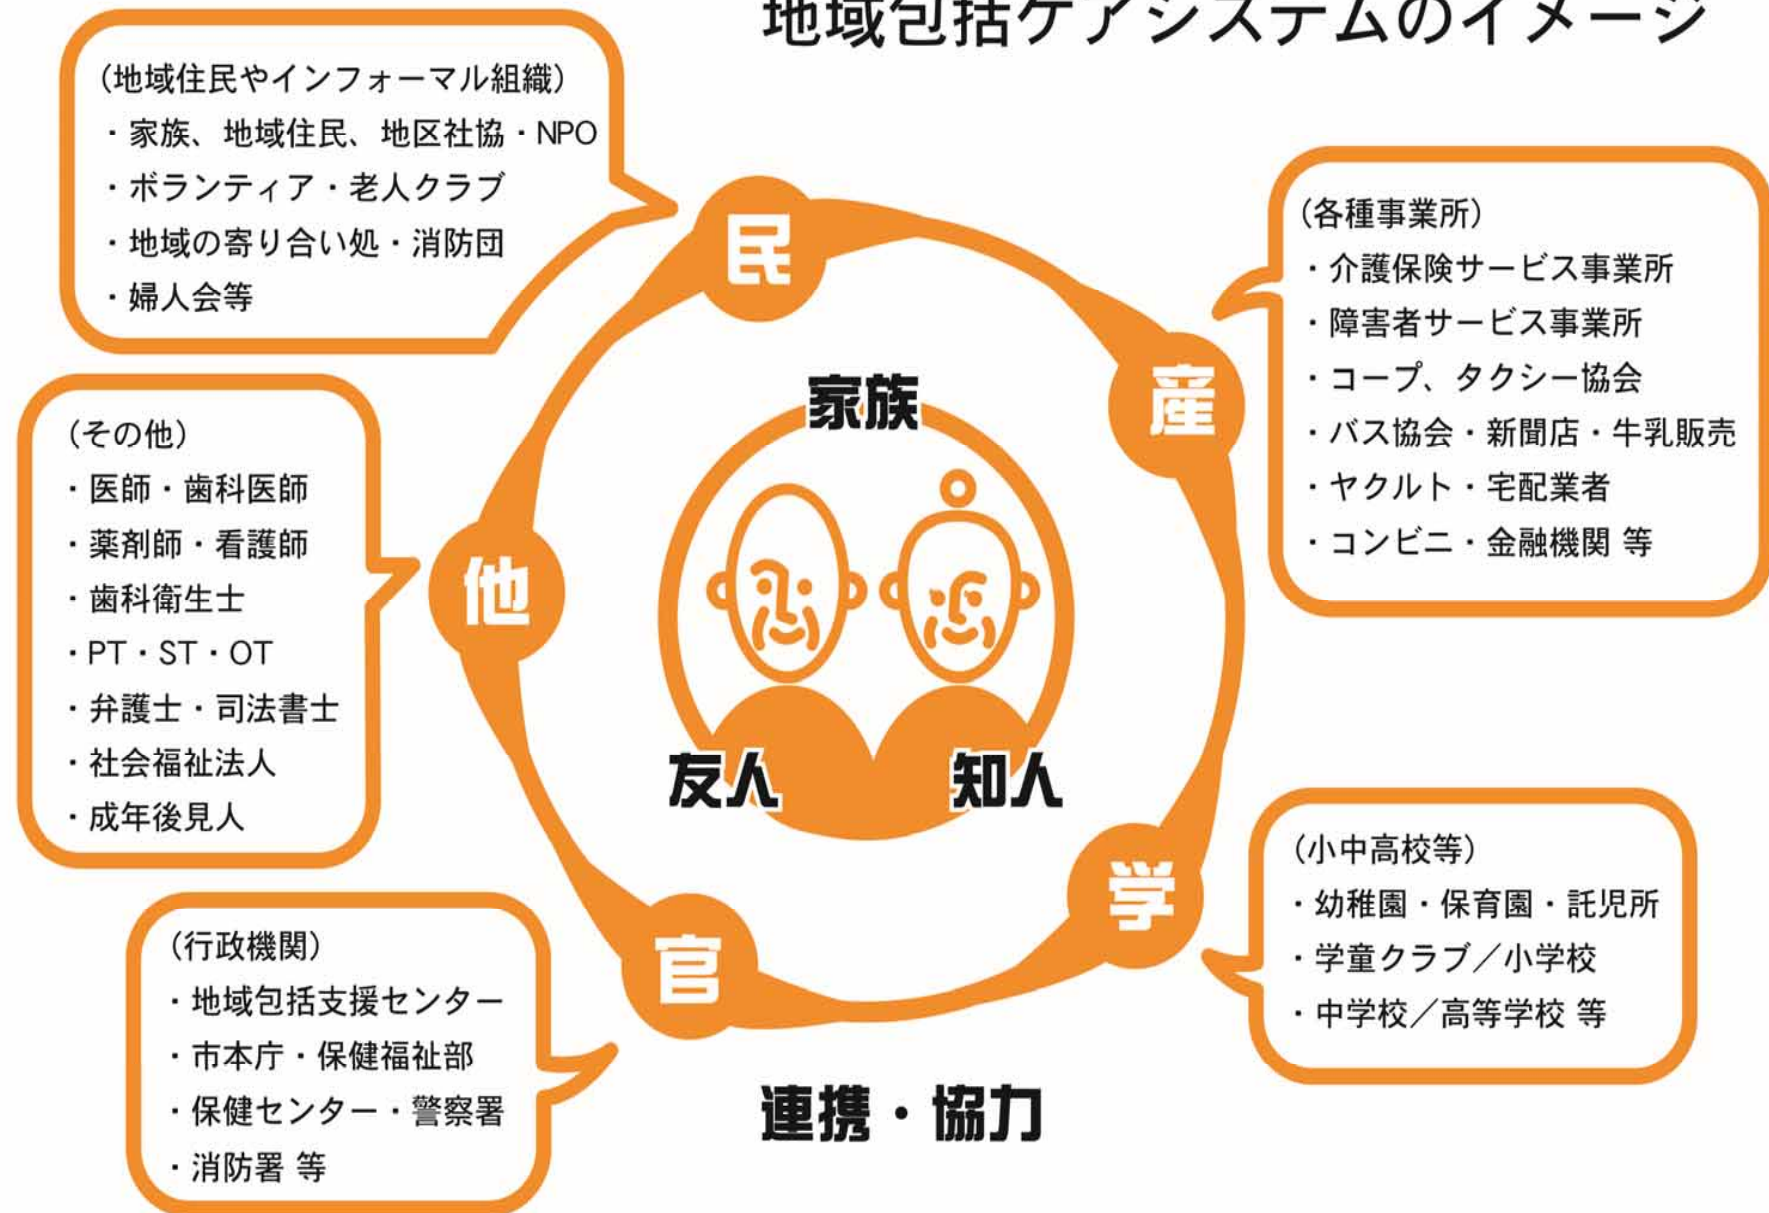 地域包括ケアシステムのイメージ
(地域住民やインフォーマル組織)
・家族、地域住民、地区社協・NPO
・ボランティア・老人クラブ
・地域の寄り合い処・消防団
・婦人会等
民
(各種事業所)
・介護保険サービス事業所
・障害者サービス事業所
・コープ、タクシー協会
・バス協会・新聞店・牛乳販売
・ヤクルト・宅配業者
・コンビニ・金融機関 等
産
家族
友人
知人
(その他)
・医師・歯科医師
・薬剤師・看護師
・歯科衛生士
・PT・ST・OT
・弁護士・司法書士
・社会福祉法人
・成年後見人
他
(小中高校等)
・幼稚園・保育園・託児所
・学童クラブ／小学校
・中学校／高等学校 等
学
(行政機関)
・地域包括支援センター
・市本庁・保健福祉部
・保健センター・警察署
・消防署 等
官
連携・協力